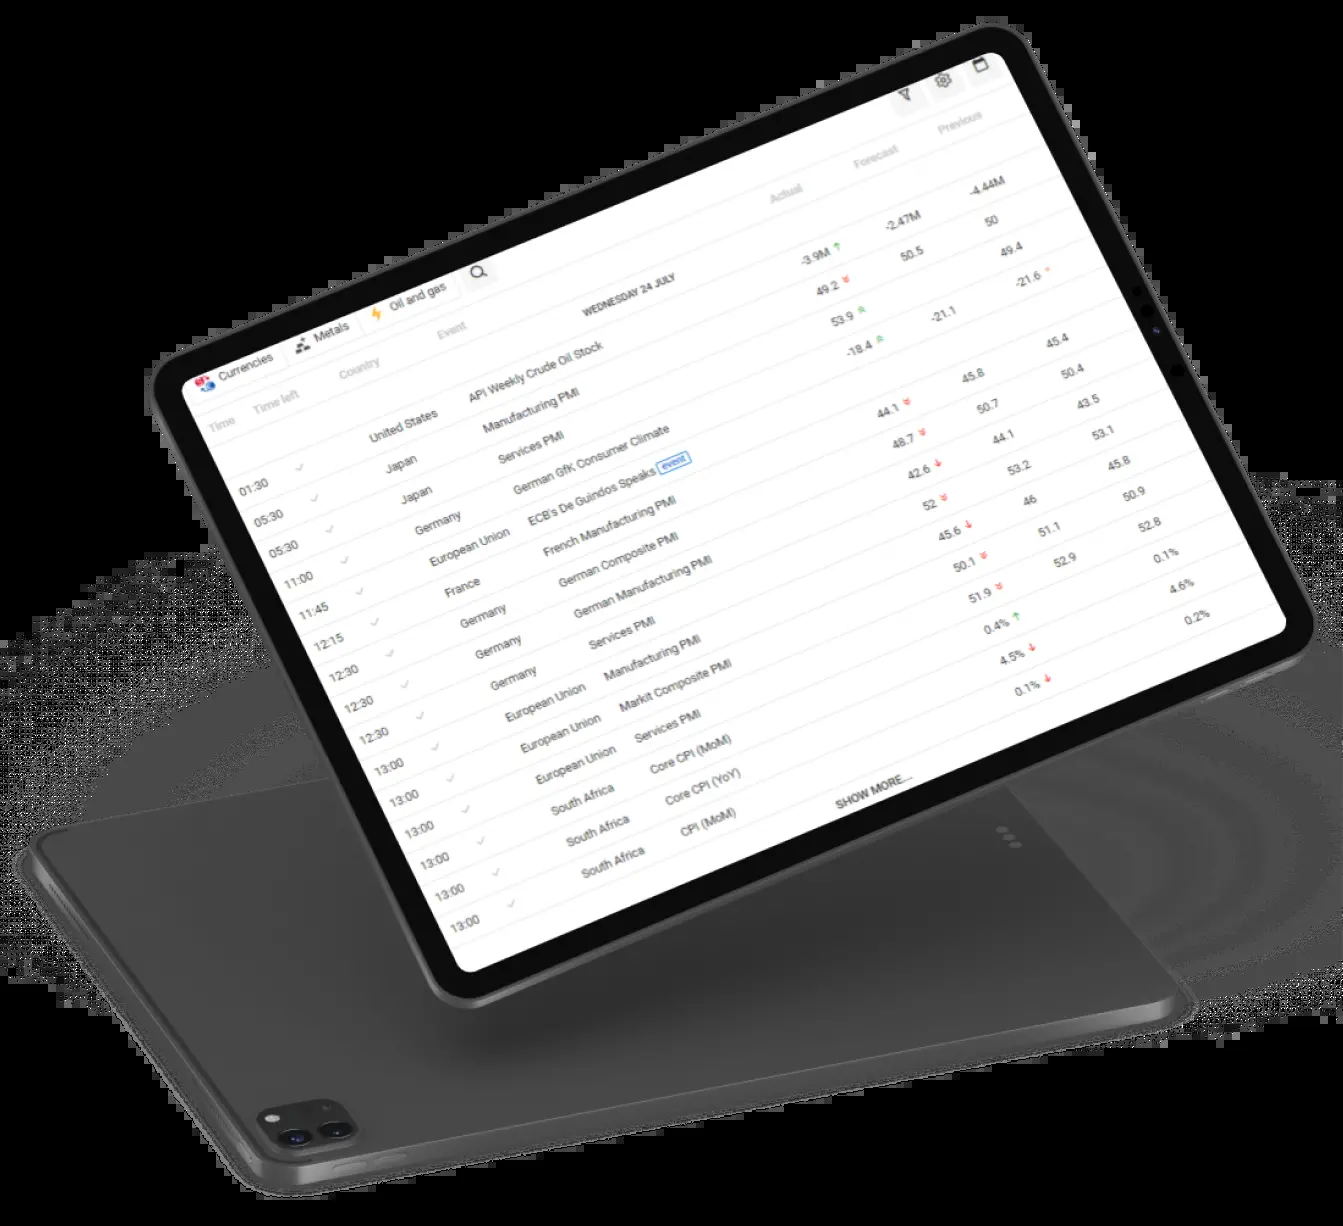 Currencies Metals Oil and gas
Time Time left Country Event Actual Forecast Previous
WEDNESDAY 24 JULY
01:30 United States API Weekly Crude Oil Stock -3.9M -2.47M -4.44M
05:30 Japan Manufacturing PMI 49.2 50.5 50
05:30 Japan Services PMI 53.9 49.4
11:00 Germany German GfK Consumer Climate -18.4 -21.1 -21.6
11:45 European Union ECB's De Guindos Speaks event
12:15 France French Manufacturing PMI 44.1 45.8 45.4
12:30 Germany German Composite PMI 48.7 50.7 50.4
12:30 Germany German Manufacturing PMI 42.6 44.1 43.5
12:30 Germany Services PMI 52 53.2 53.1
13:00 European Union Manufacturing PMI 45.6 46 45.8
13:00 European Union Markit Composite PMI 50.1 51.1 50.9
13:00 European Union Services PMI 51.9 52.9 52.8
13:00 South Africa Core CPI (MoM) 0.4% 0.1%
13:00 South Africa Core CPI (YoY) 4.5% 4.6%
13:00 South Africa CPI (MoM) 0.1% 0.2%
SHOW MORE...